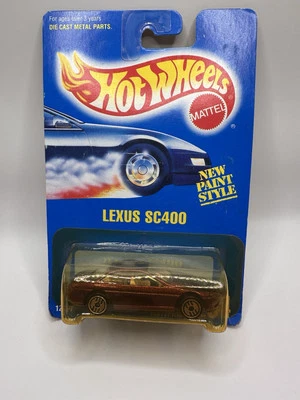 For ages over 3 years
DIE CAST METAL PARTS.
HOT WHEELS
®
MATTEL
NEW
PAINT
STYLE
LEXUS SC400